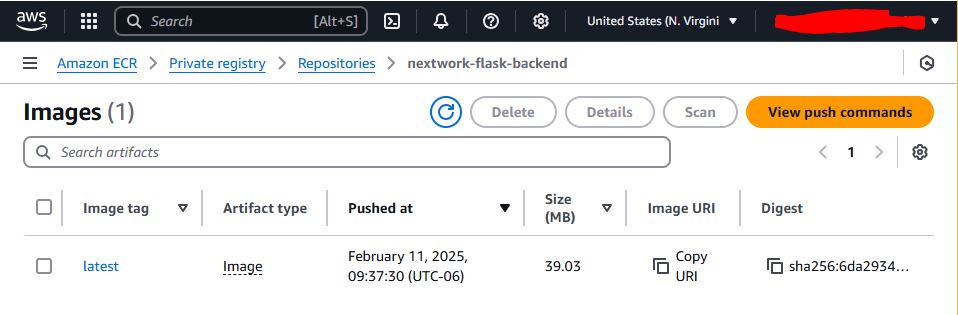 aws Search [Alt+S] United States (N. Virgini
Amazon ECR Private registry Repositories nextwork-flask-backend
Images (1) Delete Details Scan View push commands
Search artifacts 1
Image tag Artifact type Pushed at Size (MB) Image URI Digest
latest Image February 11, 2025, 09:37:30 (UTC-06) 39.03 Copy URI sha256:6da2934...